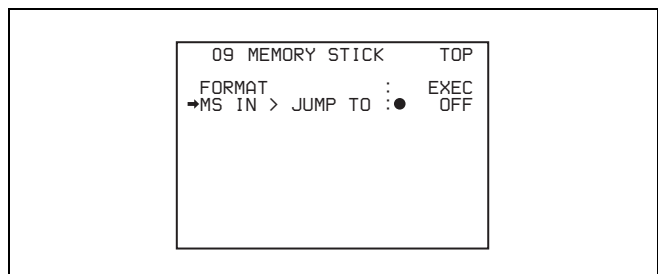 09 MEMORY STICK TOP
FORMAT : EXEC
➡MS IN > JUMP TO :● OFF